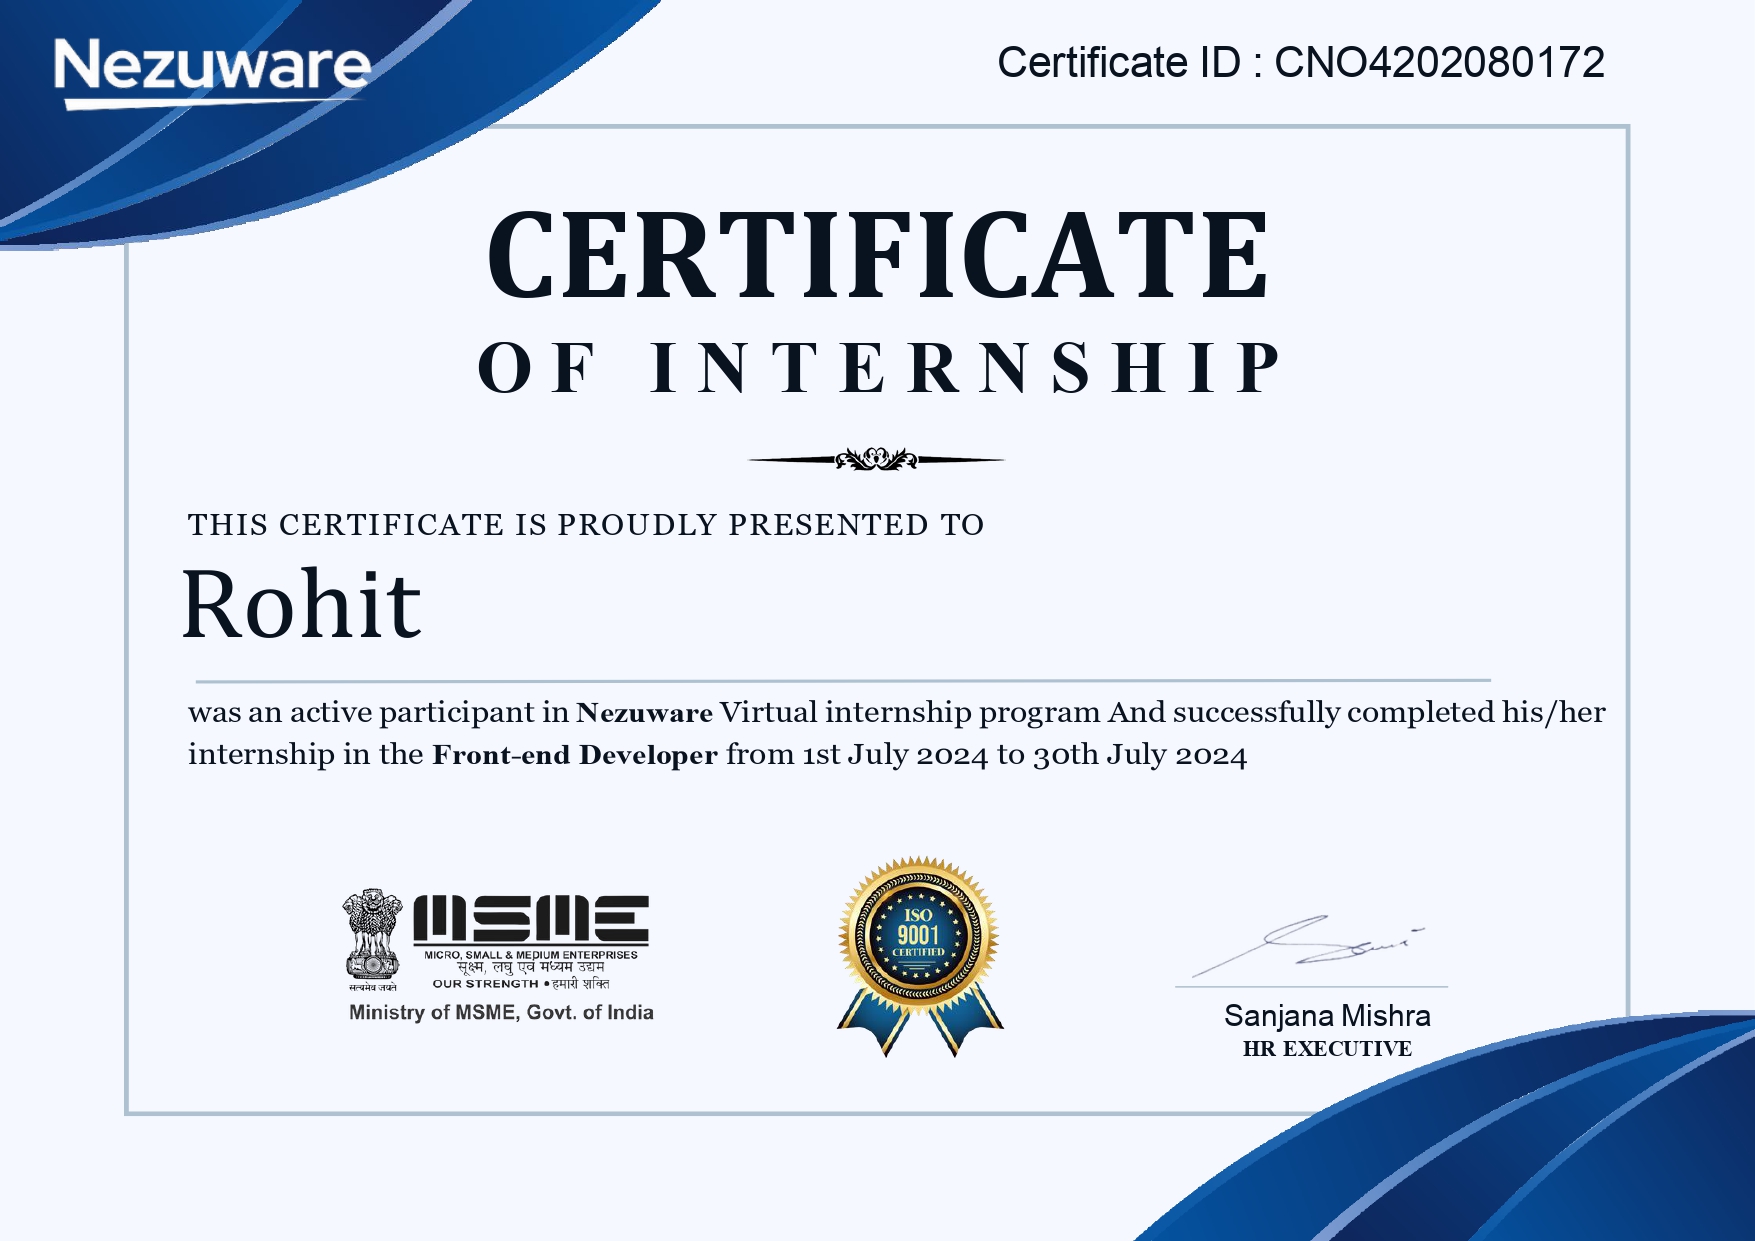 Nezuware
Certificate ID : CNO4202080172
CERTIFICATE
OF INTERNSHIP
THIS CERTIFICATE IS PROUDLY PRESENTED TO
Rohit
was an active participant in Nezuware Virtual internship program And successfully completed his/her
internship in the Front-end Developer from 1st July 2024 to 30th July 2024
सत्यमेव जयते
MSME
MICRO, SMALL & MEDIUM ENTERPRISES
सूक्ष्म, लघु एवं मध्यम उद्यम
OUR STRENGTH • हमारी शक्ति
Ministry of MSME, Govt. of India
ISO
9001
CERTIFIED
Sanjana Mishra
HR EXECUTIVE